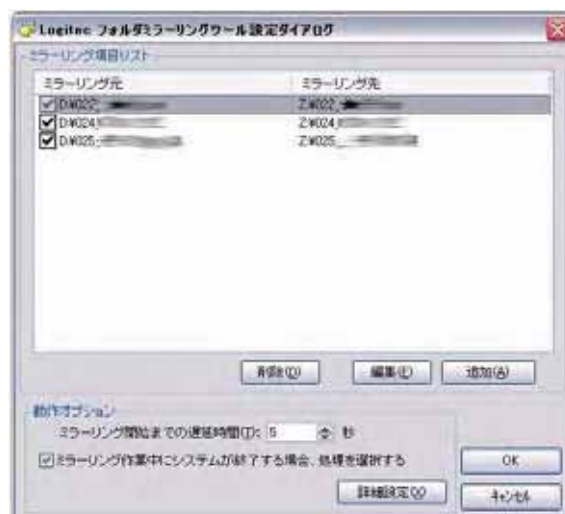 Logitec フォルダミラーリングツール 設定ダイアログ
ミラーリング項目リスト
ミラーリング元 ミラーリング先
D:¥022_ Z:¥022_
D:¥024 Z:¥024
D:¥025_ Z:¥025_
削除(D) 編集(E) 追加(A)
動作オプション
ミラーリング開始までの遅延時間(T): 5 秒
ミラーリング作業中にシステムが終了する場合、処理を選択する
OK
詳細設定(V) キャンセル